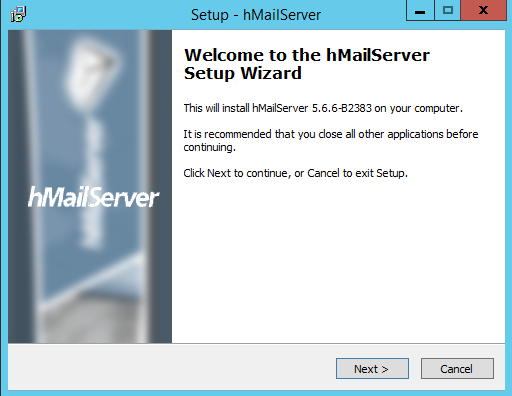 Setup - hMailServer
Welcome to the hMailServer
Setup Wizard
This will install hMailServer 5.6.6-B2383 on your computer.
It is recommended that you close all other applications before
continuing.
Click Next to continue, or Cancel to exit Setup.
hMailServer
Next >
Cancel